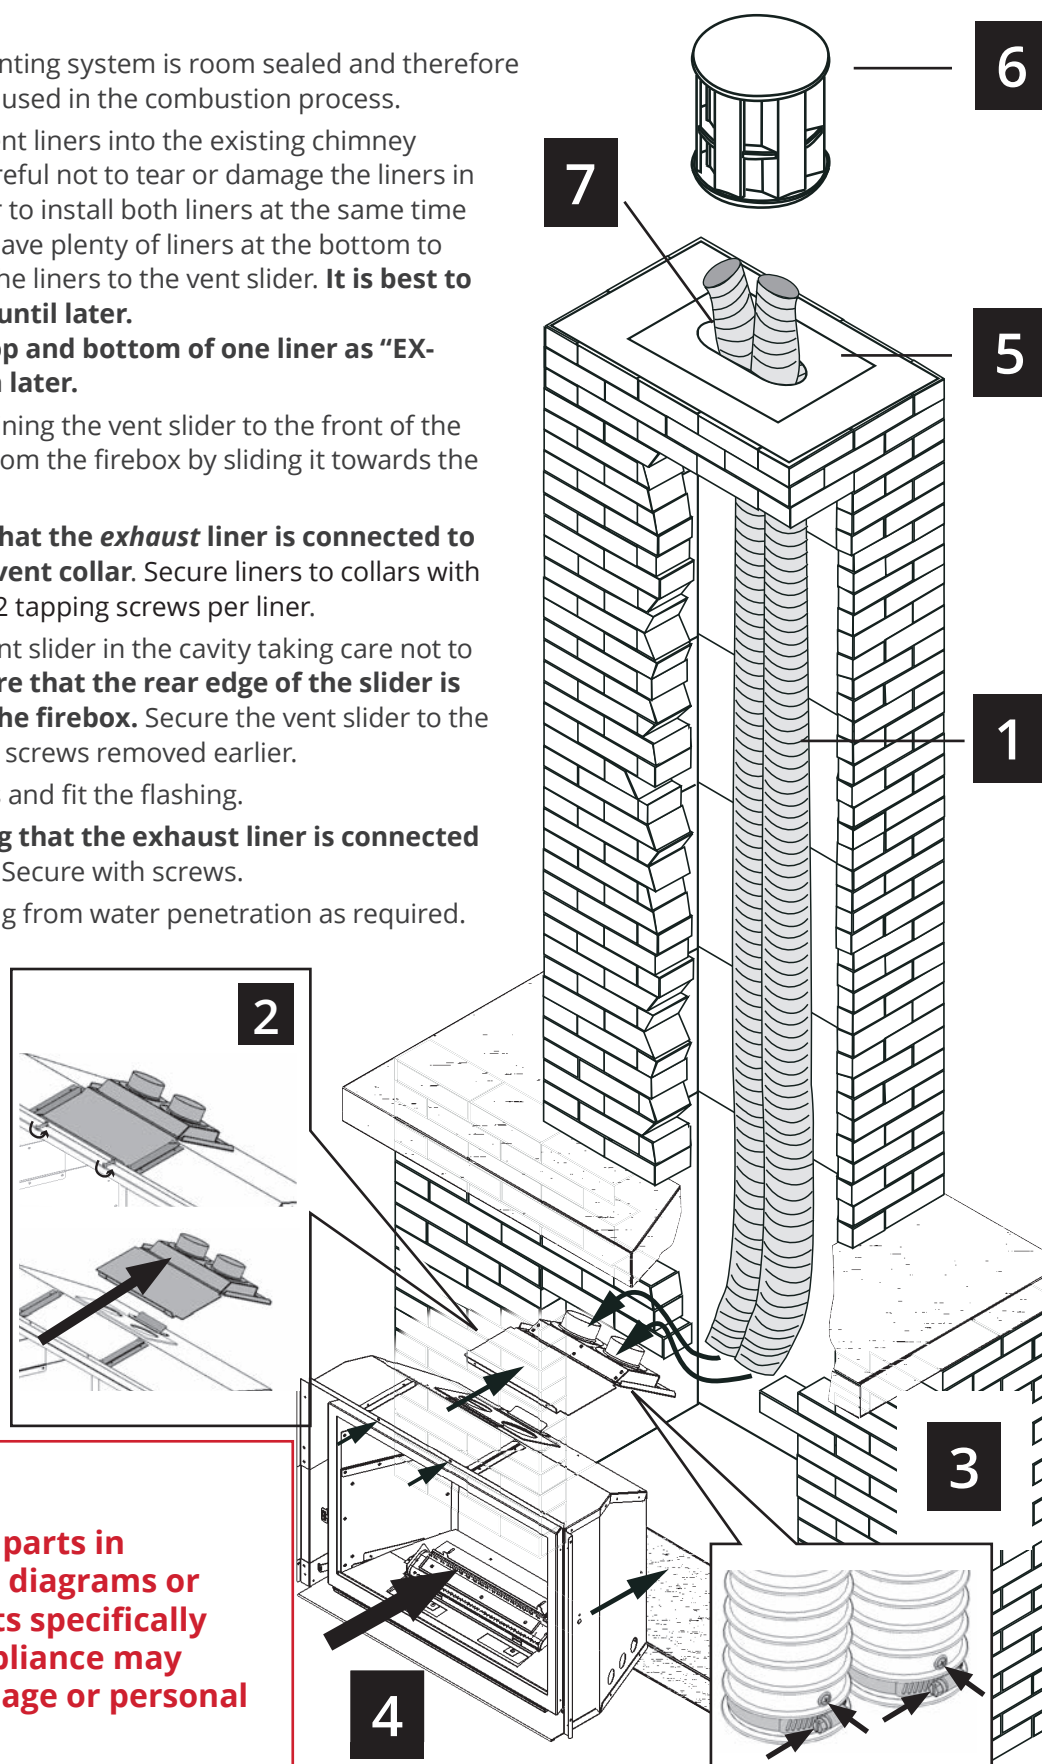 nting system is room sealed and therefore
used in the combustion process.
ent liners into the existing chimney
reful not to tear or damage the liners in
r to install both liners at the same time
ave plenty of liners at the bottom to
he liners to the vent slider. It is best to
until later.
op and bottom of one liner as “EX-
n later.
ning the vent slider to the front of the
om the firebox by sliding it towards the
hat the exhaust liner is connected to
vent collar. Secure liners to collars with
2 tapping screws per liner.
nt slider in the cavity taking care not to
re that the rear edge of the slider is
he firebox. Secure the vent slider to the
screws removed earlier.
s and fit the flashing.
g that the exhaust liner is connected
Secure with screws.
g from water penetration as required.
6
7
5
1
2
3
4
parts in
diagrams or
ts specifically
pliance may
age or personal